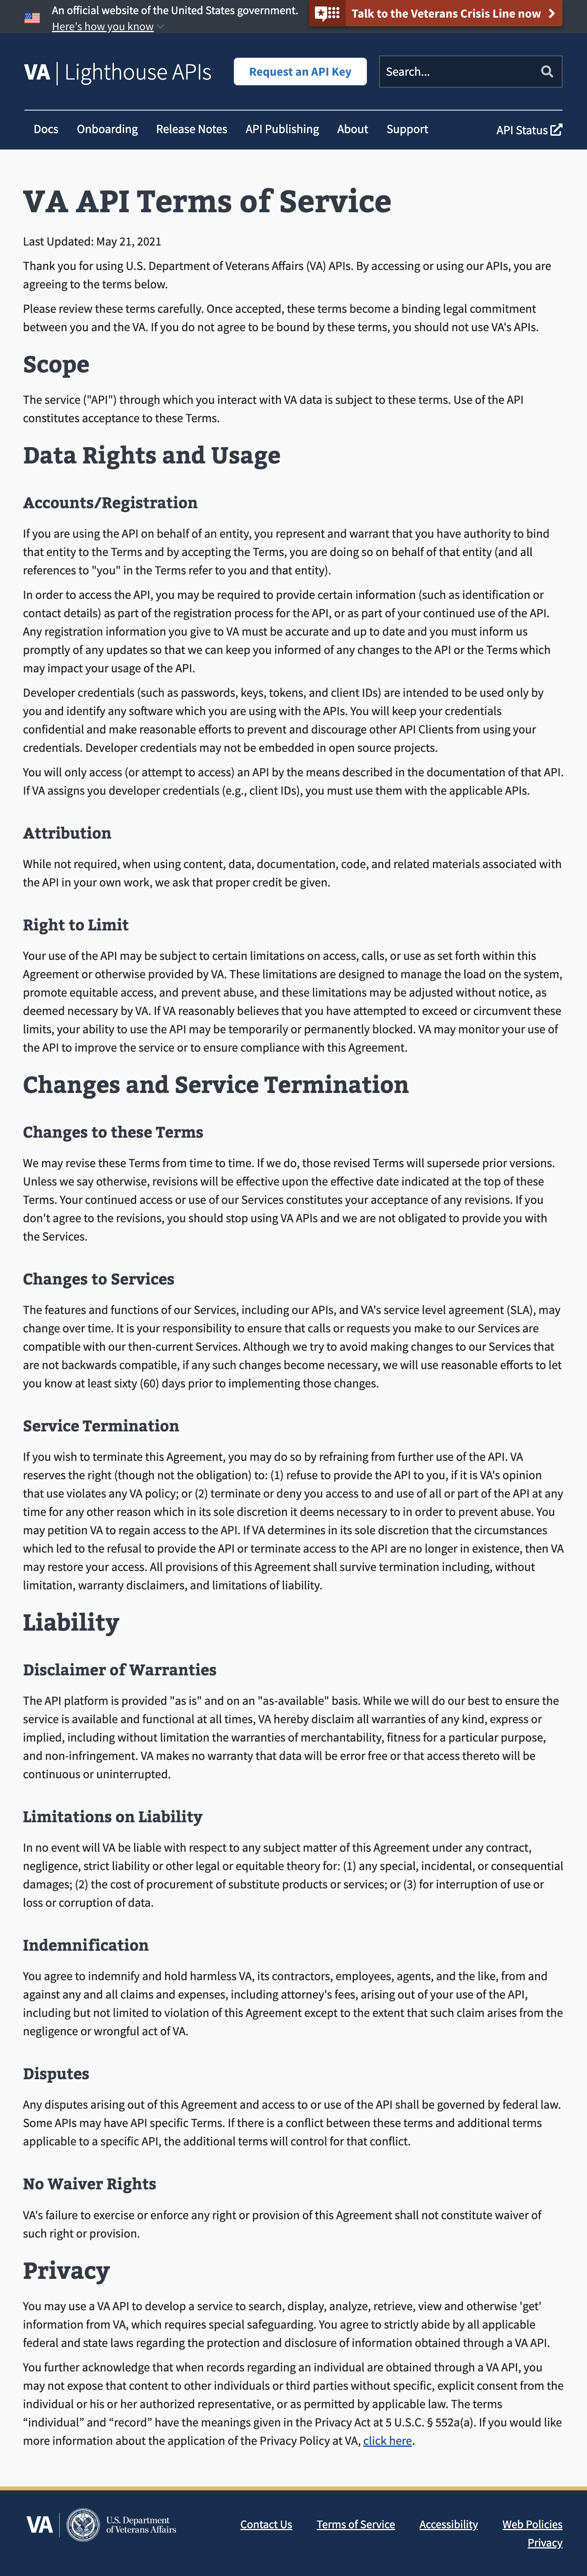 An official website of the United States government.
Here's how you know
Talk to the Veterans Crisis Line now
VA | Lighthouse APIs
Request an API Key
Search...
Docs
Onboarding
Release Notes
API Publishing
About
Support
API Status
VA API Terms of Service
Last Updated: May 21, 2021
Thank you for using U.S. Department of Veterans Affairs (VA) APIs. By accessing or using our APIs, you are
agreeing to the terms below.
Please review these terms carefully. Once accepted, these terms become a binding legal commitment
between you and the VA. If you do not agree to be bound by these terms, you should not use VA's APIs.
Scope
The service ("API") through which you interact with VA data is subject to these terms. Use of the API
constitutes acceptance to these Terms.
Data Rights and Usage
Accounts/Registration
If you are using the API on behalf of an entity, you represent and warrant that you have authority to bind
that entity to the Terms and by accepting the Terms, you are doing so on behalf of that entity (and all
references to "you" in the Terms refer to you and that entity).
In order to access the API, you may be required to provide certain information (such as identification or
contact details) as part of the registration process for the API, or as part of your continued use of the API.
Any registration information you give to VA must be accurate and up to date and you must inform us
promptly of any updates so that we can keep you informed of any changes to the API or the Terms which
may impact your usage of the API.
Developer credentials (such as passwords, keys, tokens, and client IDs) are intended to be used only by
you and identify any software which you are using with the APIs. You will keep your credentials
confidential and make reasonable efforts to prevent and discourage other API Clients from using your
credentials. Developer credentials may not be embedded in open source projects.
You will only access (or attempt to access) an API by the means described in the documentation of that API.
If VA assigns you developer credentials (e.g., client IDs), you must use them with the applicable APIs.
Attribution
While not required, when using content, data, documentation, code, and related materials associated with
the API in your own work, we ask that proper credit be given.
Right to Limit
Your use of the API may be subject to certain limitations on access, calls, or use as set forth within this
Agreement or otherwise provided by VA. These limitations are designed to manage the load on the system,
promote equitable access, and prevent abuse, and these limitations may be adjusted without notice, as
deemed necessary by VA. If VA reasonably believes that you have attempted to exceed or circumvent these
limits, your ability to use the API may be temporarily or permanently blocked. VA may monitor your use of
the API to improve the service or to ensure compliance with this Agreement.
Changes and Service Termination
Changes to these Terms
We may revise these Terms from time to time. If we do, those revised Terms will supersede prior versions.
Unless we say otherwise, revisions will be effective upon the effective date indicated at the top of these
Terms. Your continued access or use of our Services constitutes your acceptance of any revisions. If you
don't agree to the revisions, you should stop using VA APIs and we are not obligated to provide you with
the Services.
Changes to Services
The features and functions of our Services, including our APIs, and VA's service level agreement (SLA), may
change over time. It is your responsibility to ensure that calls or requests you make to our Services are
compatible with our then-current Services. Although we try to avoid making changes to our Services that
are not backwards compatible, if any such changes become necessary, we will use reasonable efforts to let
you know at least sixty (60) days prior to implementing those changes.
Service Termination
If you wish to terminate this Agreement, you may do so by refraining from further use of the API. VA
reserves the right (though not the obligation) to: (1) refuse to provide the API to you, if it is VA's opinion
that use violates any VA policy; or (2) terminate or deny you access to and use of all or part of the API at any
time for any other reason which in its sole discretion it deems necessary to in order to prevent abuse. You
may petition VA to regain access to the API. If VA determines in its sole discretion that the circumstances
which led to the refusal to provide the API or terminate access to the API are no longer in existence, then VA
may restore your access. All provisions of this Agreement shall survive termination including, without
limitation, warranty disclaimers, and limitations of liability.
Liability
Disclaimer of Warranties
The API platform is provided "as is" and on an "as-available" basis. While we will do our best to ensure the
service is available and functional at all times, VA hereby disclaim all warranties of any kind, express or
implied, including without limitation the warranties of merchantability, fitness for a particular purpose,
and non-infringement. VA makes no warranty that data will be error free or that access thereto will be
continuous or uninterrupted.
Limitations on Liability
In no event will VA be liable with respect to any subject matter of this Agreement under any contract,
negligence, strict liability or other legal or equitable theory for: (1) any special, incidental, or consequential
damages; (2) the cost of procurement of substitute products or services; or (3) for interruption of use or
loss or corruption of data.
Indemnification
You agree to indemnify and hold harmless VA, its contractors, employees, agents, and the like, from and
against any and all claims and expenses, including attorney's fees, arising out of your use of the API,
including but not limited to violation of this Agreement except to the extent that such claim arises from the
negligence or wrongful act of VA.
Disputes
Any disputes arising out of this Agreement and access to or use of the API shall be governed by federal law.
Some APIs may have API specific Terms. If there is a conflict between these terms and additional terms
applicable to a specific API, the additional terms will control for that conflict.
No Waiver Rights
VA's failure to exercise or enforce any right or provision of this Agreement shall not constitute waiver of
such right or provision.
Privacy
You may use a VA API to develop a service to search, display, analyze, retrieve, view and otherwise 'get'
information from VA, which requires special safeguarding. You agree to strictly abide by all applicable
federal and state laws regarding the protection and disclosure of information obtained through a VA API.
You further acknowledge that when records regarding an individual are obtained through a VA API, you
may not expose that content to other individuals or third parties without specific, explicit consent from the
individual or his or her authorized representative, or as permitted by applicable law. The terms
“individual” and “record” have the meanings given in the Privacy Act at 5 U.S.C. § 552a(a). If you would like
more information about the application of the Privacy Policy at VA, click here.
VA
U.S. Department
of Veterans Affairs
Contact Us
Terms of Service
Accessibility
Web Policies
Privacy